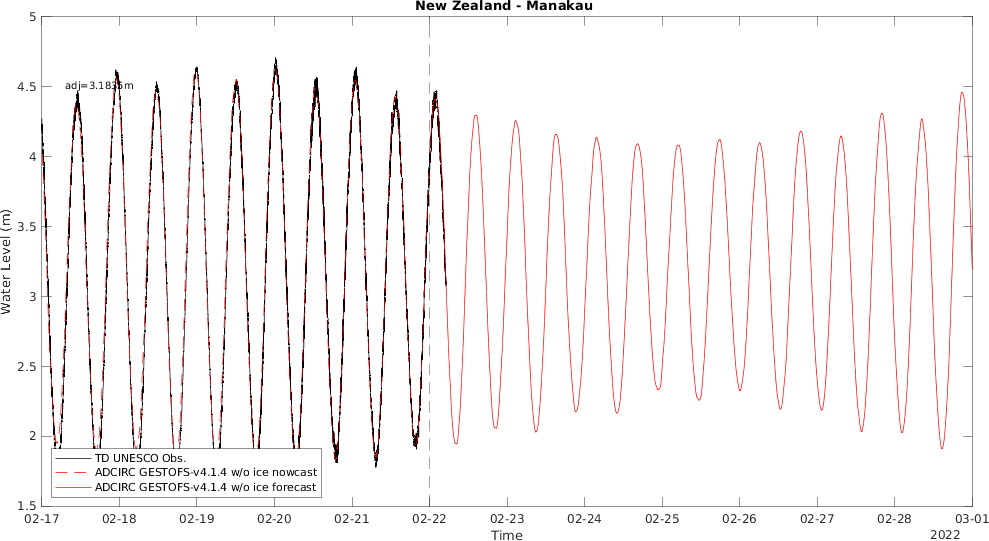 New Zealand - Manakau
5
4.5
4
3.5
3
2.5
2
1.5
Water Level (m)
adj=3.1835m
TD UNESCO Obs.
ADCIRC GESTOFS-v4.1.4 w/o ice nowcast
ADCIRC GESTOFS-v4.1.4 w/o ice forecast
02-17 02-18 02-19 02-20 02-21 02-22 02-23 02-24 02-25 02-26 02-27 02-28 03-01
Time
2022